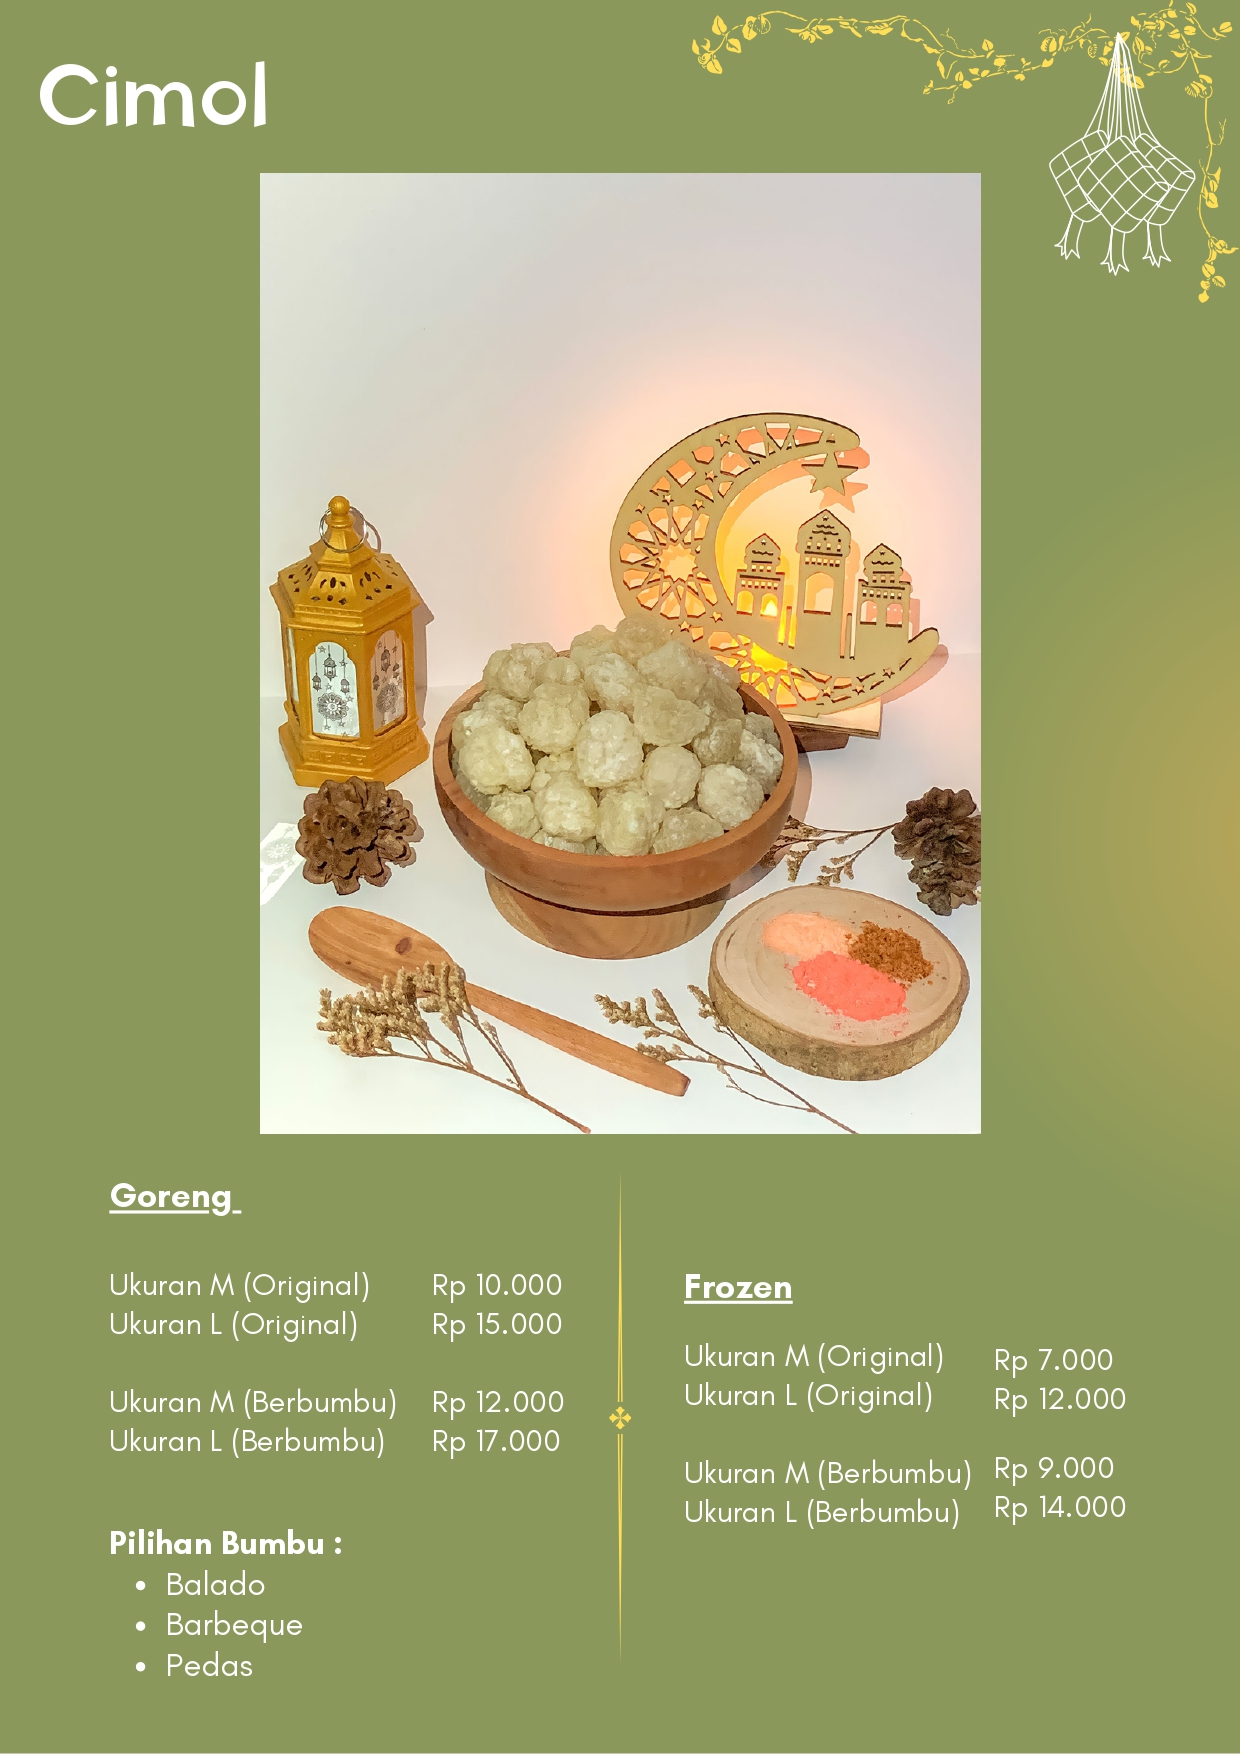 Cimol
Goreng
Ukuran M (Original) Rp 10.000
Ukuran L (Original) Rp 15.000
Ukuran M (Berbumbu) Rp 12.000
Ukuran L (Berbumbu) Rp 17.000
Pilihan Bumbu :
• Balado
• Barbeque
• Pedas
Frozen
Ukuran M (Original) Rp 7.000
Ukuran L (Original) Rp 12.000
Ukuran M (Berbumbu) Rp 9.000
Ukuran L (Berbumbu) Rp 14.000